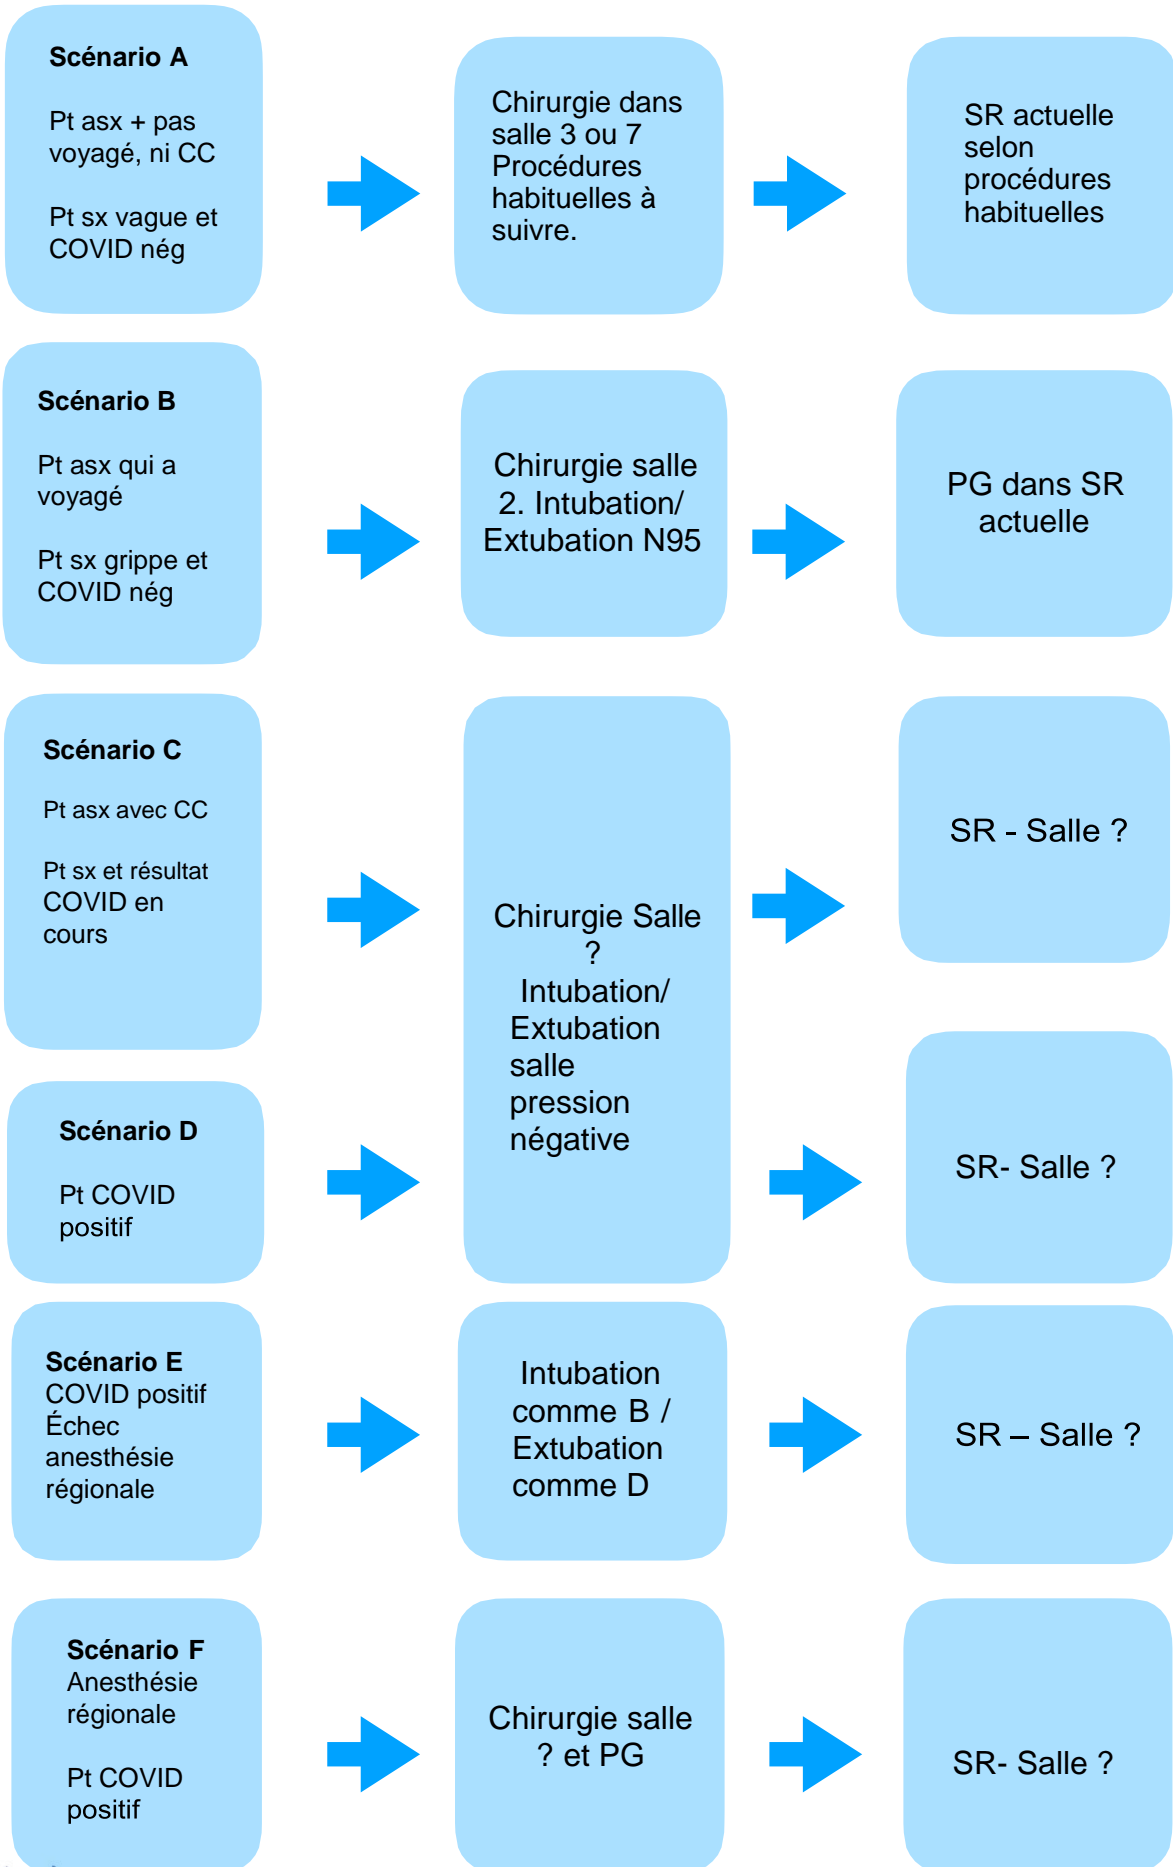 Scénario A
Pt asx + pas
voyagé, ni CC
Pt sx vague et
COVID nég
Chirurgie dans
salle 3 ou 7
Procédures
habituelles à
suivre.
SR actuelle
selon
procédures
habituelles
Scénario B
Pt asx qui a
voyagé
Pt sx grippe et
COVID nég
Chirurgie salle
2. Intubation/
Extubation N95
PG dans SR
actuelle
Scénario C
Pt asx avec CC
Pt sx et résultat
COVID en
cours
Chirurgie Salle
?
Intubation/
Extubation
salle
pression
négative
SR - Salle ?
Scénario D
Pt COVID
positif
SR- Salle ?
Scénario E
COVID positif
Échec
anesthésie
régionale
Intubation
comme B /
Extubation
comme D
SR – Salle ?
Scénario F
Anesthésie
régionale
Pt COVID
positif
Chirurgie salle
? et PG
SR- Salle ?